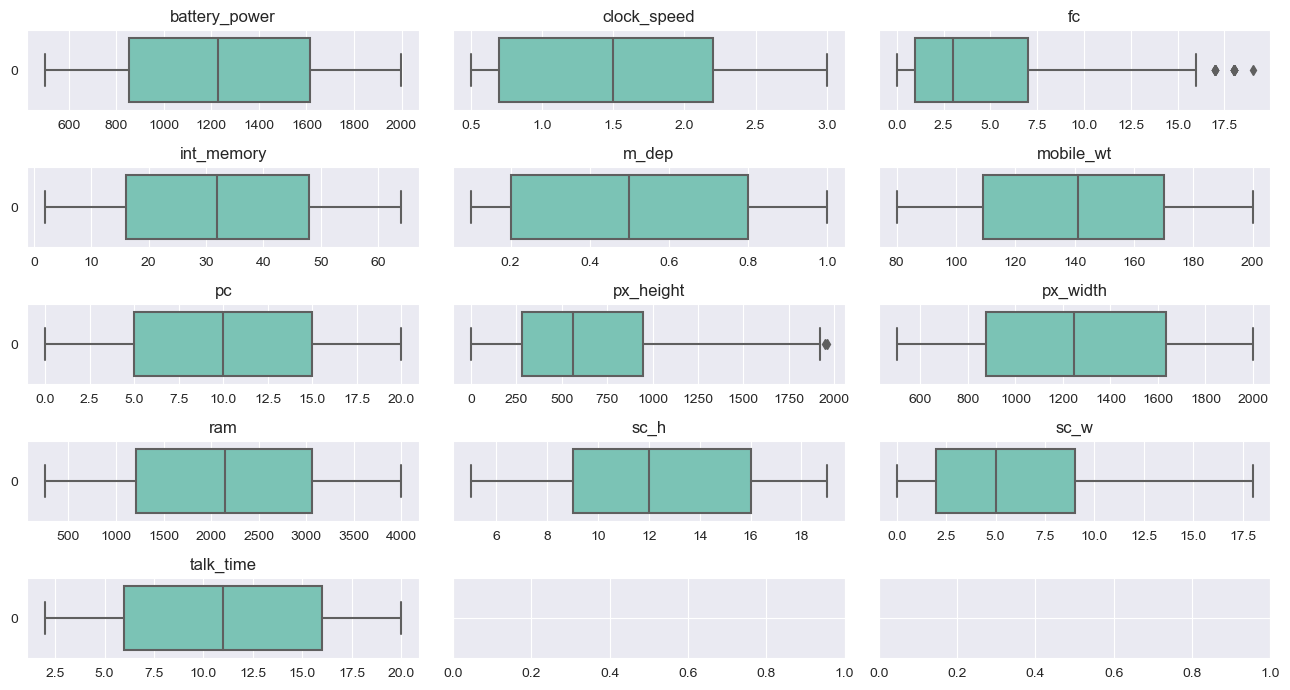 battery_power clock_speed fc
0
600 800 1000 1200 1400 1600 1800 2000 0.5 1.0 1.5 2.0 2.5 3.0 0.0 2.5 5.0 7.5 10.0 12.5 15.0 17.5
int_memory m_dep mobile_wt
0
0 10 20 30 40 50 60 0.2 0.4 0.6 0.8 1.0 80 100 120 140 160 180 200
pc px_height px_width
0
0.0 2.5 5.0 7.5 10.0 12.5 15.0 17.5 20.0 0 250 500 750 1000 1250 1500 1750 2000 600 800 1000 1200 1400 1600 1800 2000
ram sc_h sc_w
0
500 1000 1500 2000 2500 3000 3500 4000 6 8 10 12 14 16 18 0.0 2.5 5.0 7.5 10.0 12.5 15.0 17.5
talk_time
0
2.5 5.0 7.5 10.0 12.5 15.0 17.5 20.0 0.0 0.2 0.4 0.6 0.8 1.0 0.0 0.2 0.4 0.6 0.8 1.0